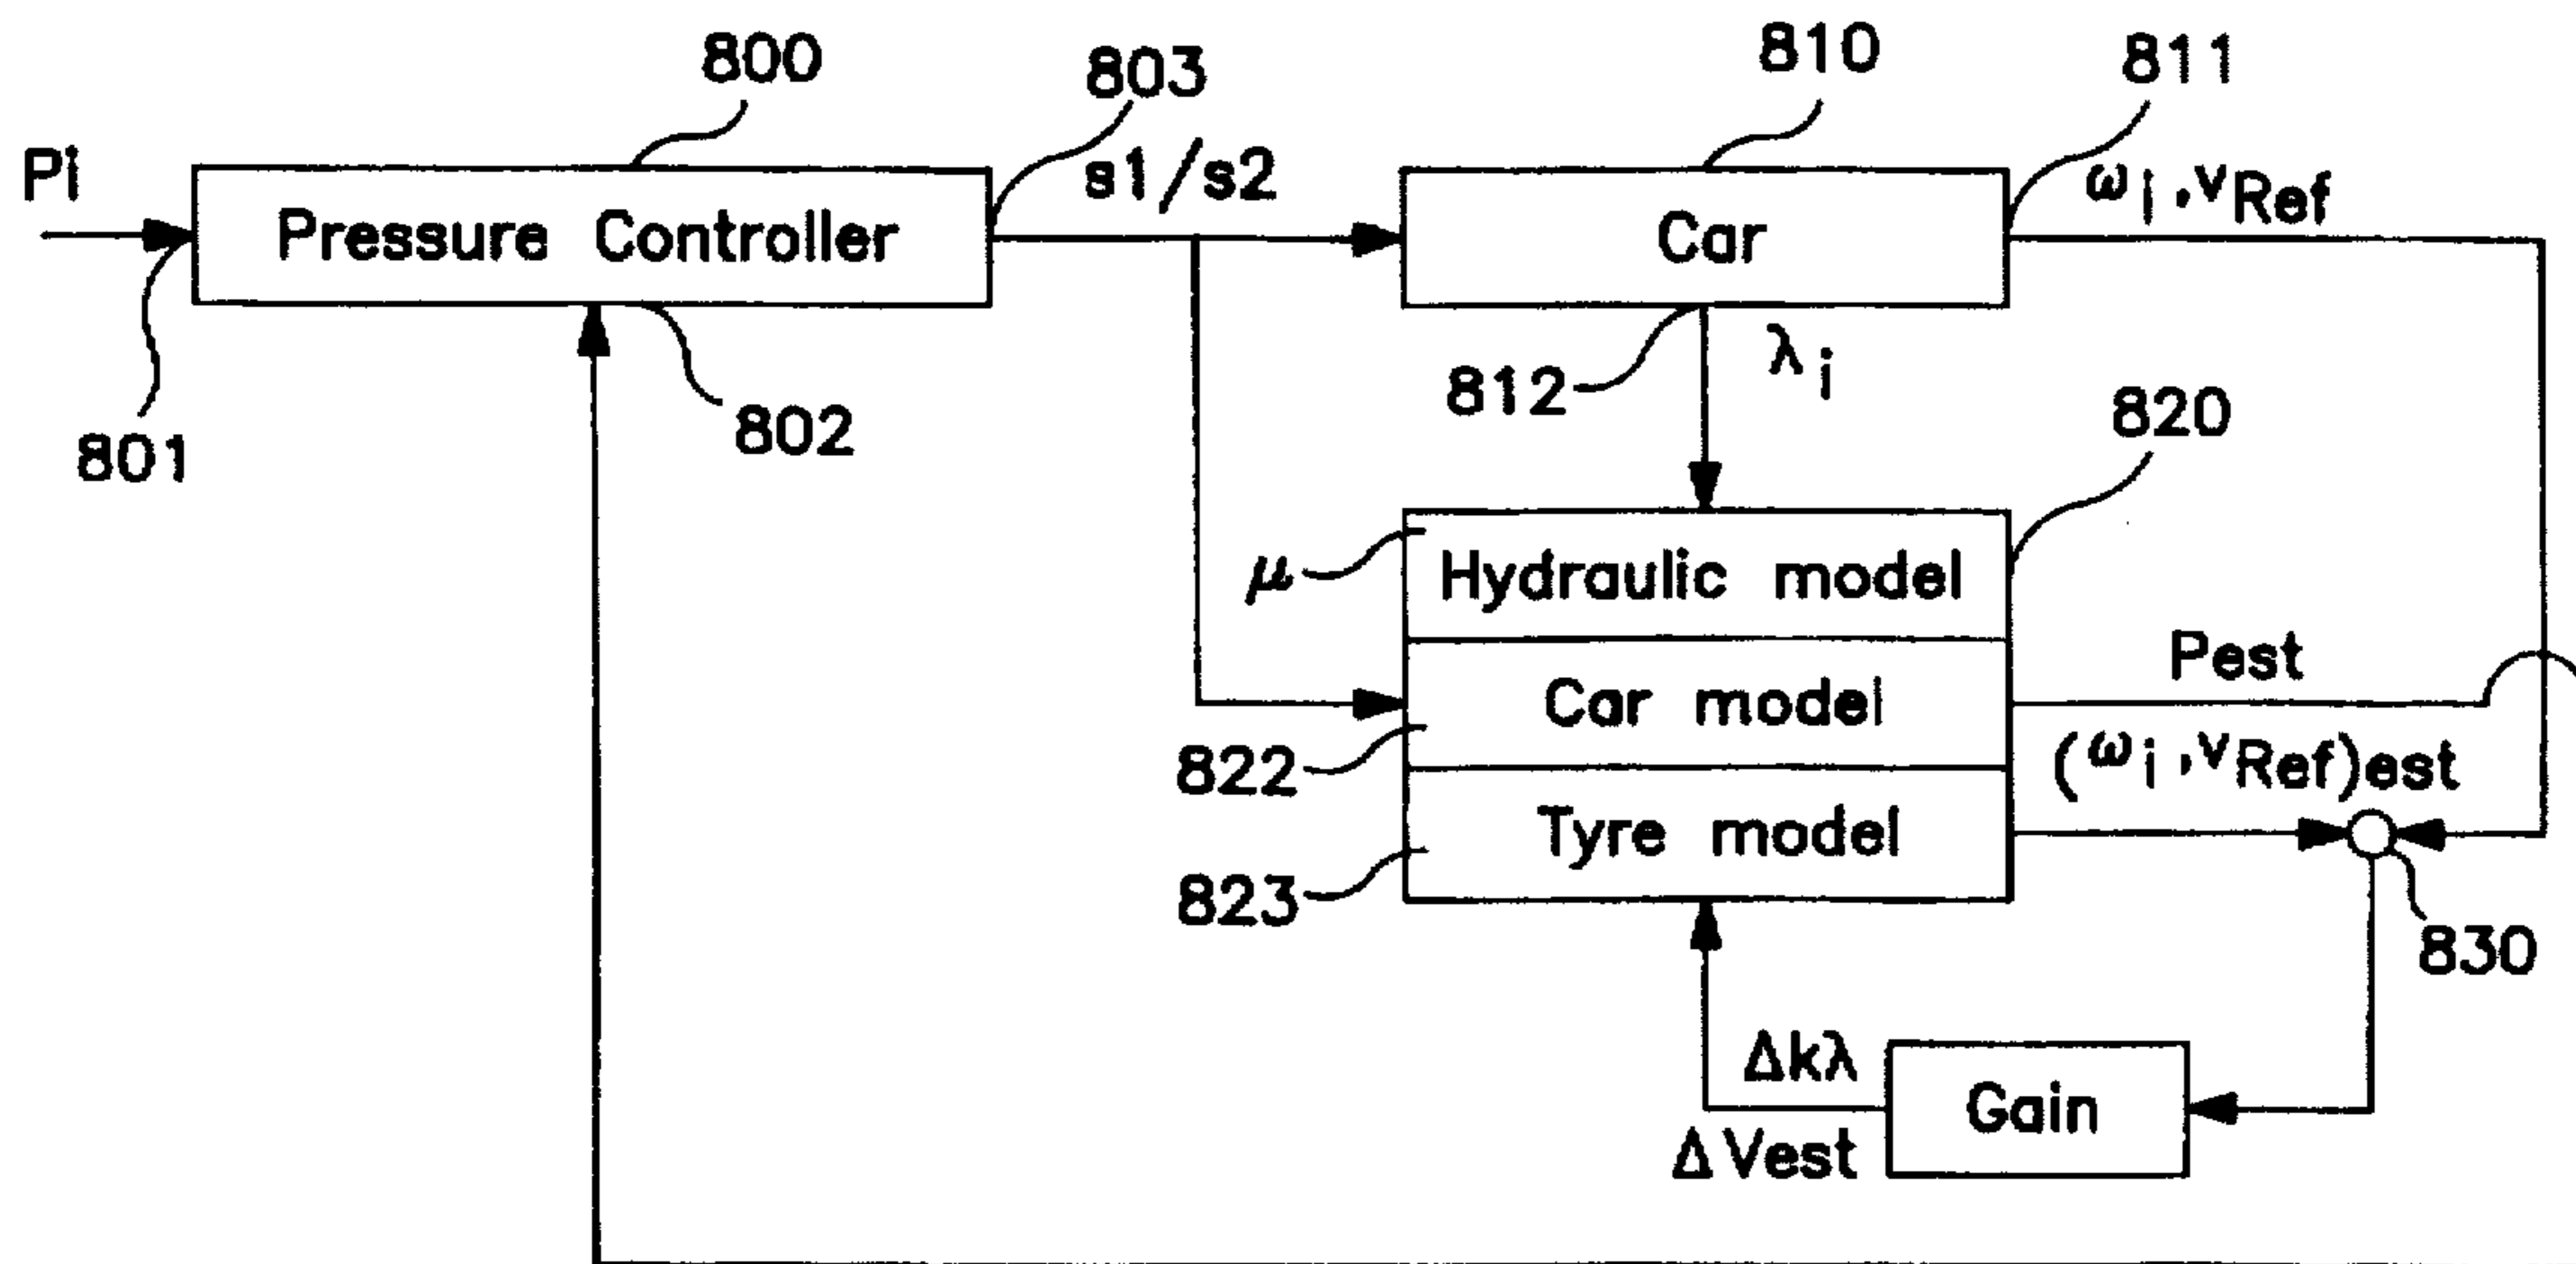 800
803
810
811
Pi
s1/s2
ωi,vRef
Pressure Controller
Car
801
802
812
λi
820
μ
Hydraulic model
Pest
Car model
822
(ωi,vRef)est
Tyre model
823
830
Δkλ
Gain
ΔVest